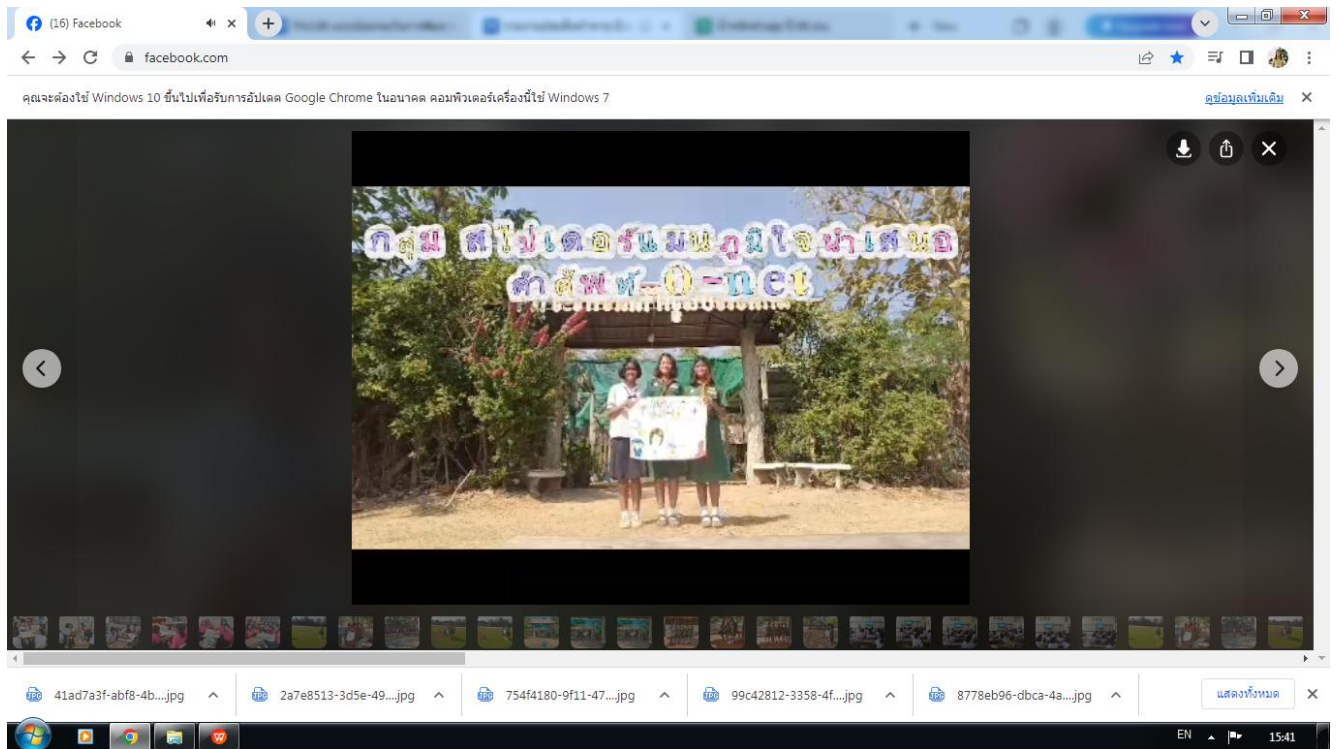 (16) Facebook
facebook.com
คุณจะต้องใช้ Windows 10 ขึ้นไปเพื่อรับการอัปเดต Google Chrome ในอนาคต คอมพิวเตอร์เครื่องนี้ใช้ Windows 7
ดูข้อมูลเพิ่มเติม
กลุ่ม สไปเดอร์แมนภูมิใจนำเสนอ
คำศัพท์-O-net
41ad7a3f-abf8-4b....jpg
2a7e8513-3d5e-49....jpg
754f4180-9f11-47....jpg
99c42812-3358-4f....jpg
8778eb96-dbca-4a....jpg
แสดงทั้งหมด
EN
15:41